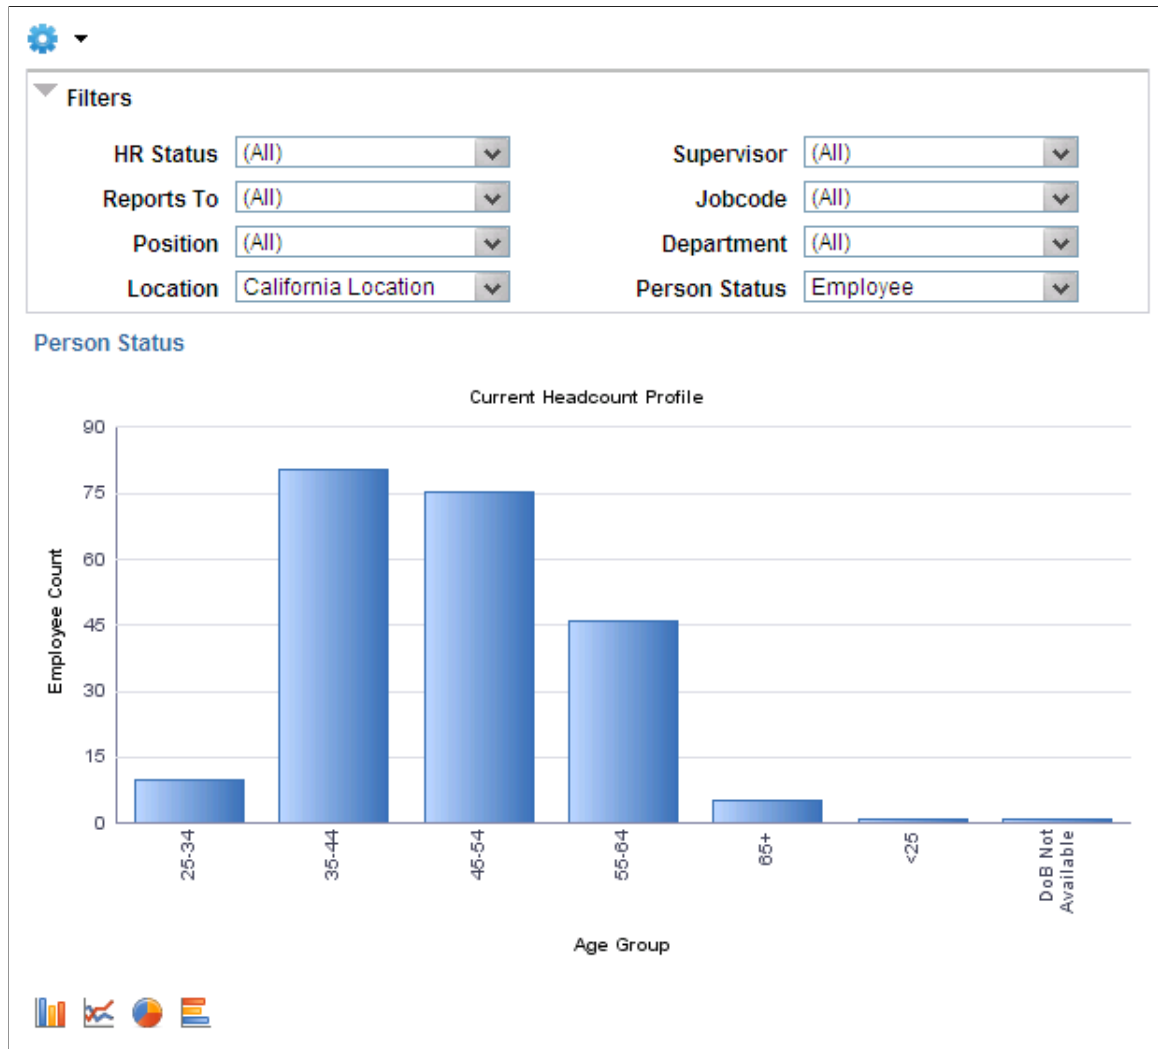 Filters
HR Status (All) Supervisor (All)
Reports To (All) Jobcode (All)
Position (All) Department (All)
Location California Location Person Status Employee
Person Status
Current Headcount Profile
90
75
60
45
30
15
0
Employee Count
25-34
35-44
45-54
55-64
65+
<25
DoB Not
Available
Age Group